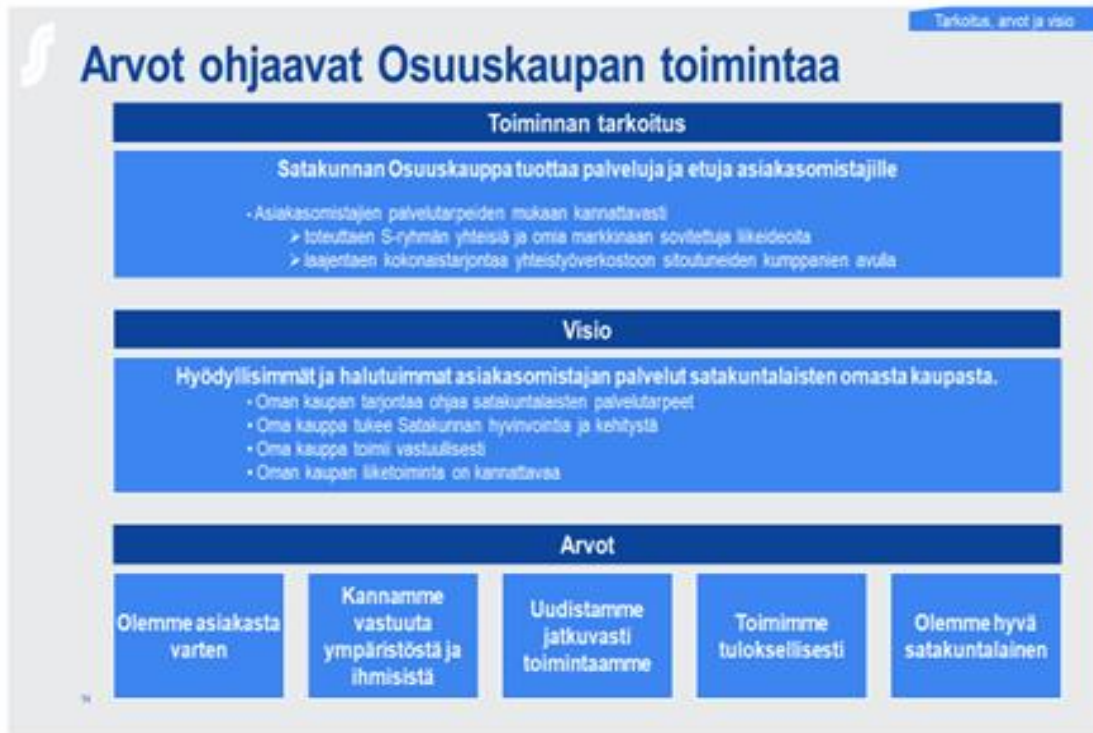 Tarkoitus, arvot ja visio
Arvot ohjaavat Osuuskaupan toimintaa
Toiminnan tarkoitus
Satakunnan Osuuskauppa tuottaa palveluja ja etuja asiakasomistajille
- Asiakasomistajien palvelutarpeiden mukaan kannattavasti
➢ toteuttaen S-ryhmän yhteisiä ja omia markkinaan sovitettuja liikeideoita
➢ laajentaen kokonaistarjontaa yhteistyöverkostoon sitoutuneiden kumppanien avulla
Visio
Hyödyllisimmät ja halutuimmat asiakasomistajan palvelut satakuntalaisten omasta kaupasta.
• Oman kaupan tarjontaa ohjaa satakuntalaisten palvelutarpeet
• Oma kauppa tukee Satakunnan hyvinvointia ja kehitystä
• Oma kauppa toimii vastuullisesti
• Oman kaupan liiketoiminta on kannattavaa
Arvot
Olemme asiakasta
varten
Kannamme
vastuuta
ympäristöstä ja
ihmisistä
Uudistamme
jatkuvasti
toimintaamme
Toimimme
tuloksellisesti
Olemme hyvä
satakuntalainen